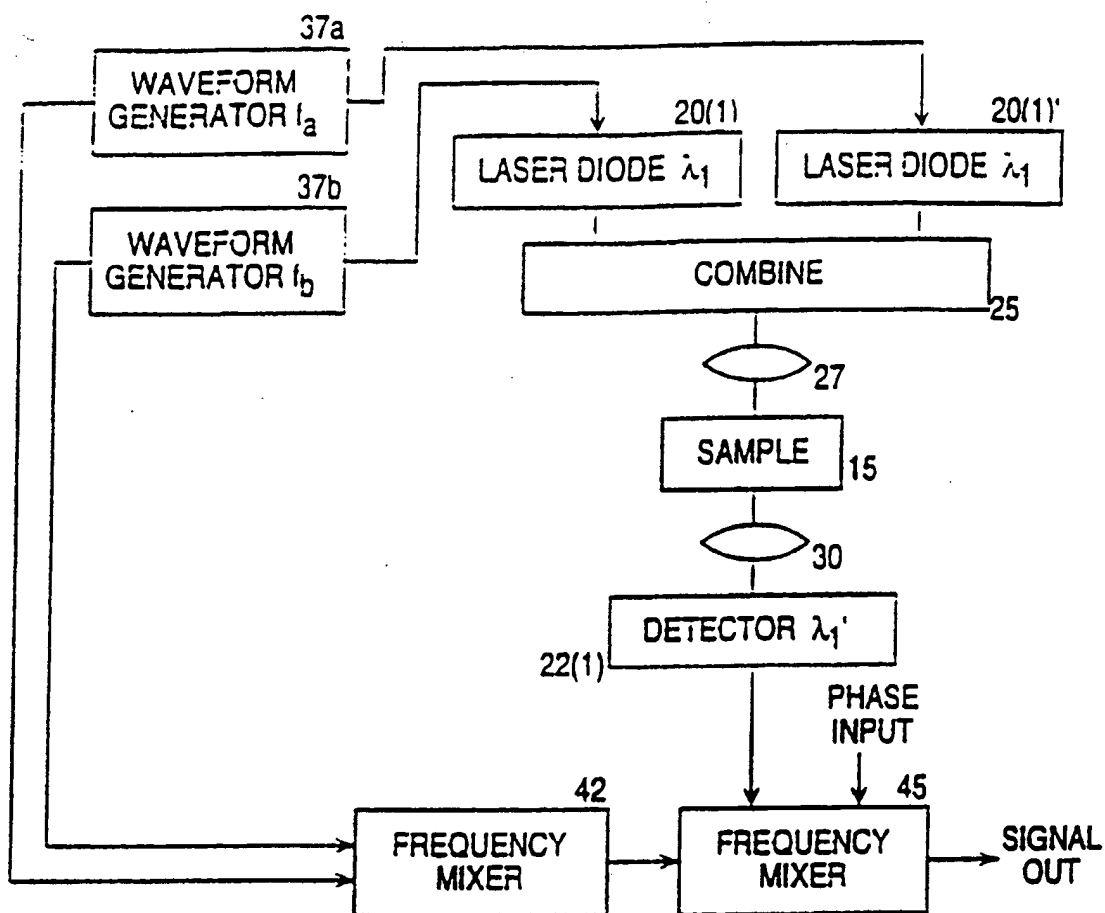 37a
WAVEFORM
GENERATOR fa
37b
WAVEFORM
GENERATOR fb
20(1)
LASER DIODE λ1
20(1)'
LASER DIODE λ1
COMBINE
25
27
SAMPLE
15
30
DETECTOR λ1'
22(1)
PHASE
INPUT
42
FREQUENCY
MIXER
45
FREQUENCY
MIXER
SIGNAL
OUT